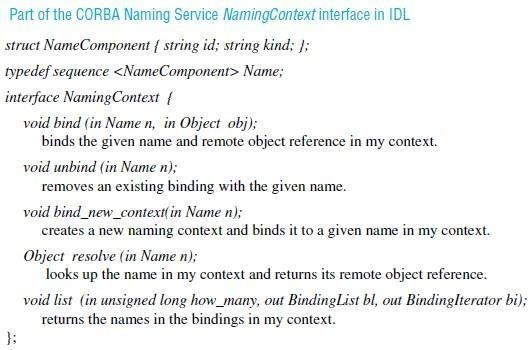 Part of the CORBA Naming Service NamingContext interface in IDL
struct NameComponent { string id; string kind; };
typedef sequence <NameComponent> Name;
interface NamingContext {
void bind (in Name n, in Object obj);
binds the given name and remote object reference in my context.
void unbind (in Name n);
removes an existing binding with the given name.
void bind_new_context(in Name n);
creates a new naming context and binds it to a given name in my context.
Object resolve (in Name n);
looks up the name in my context and returns its remote object reference.
void list (in unsigned long how_many, out BindingList bl, out BindingIterator bi);
returns the names in the bindings in my context.
};